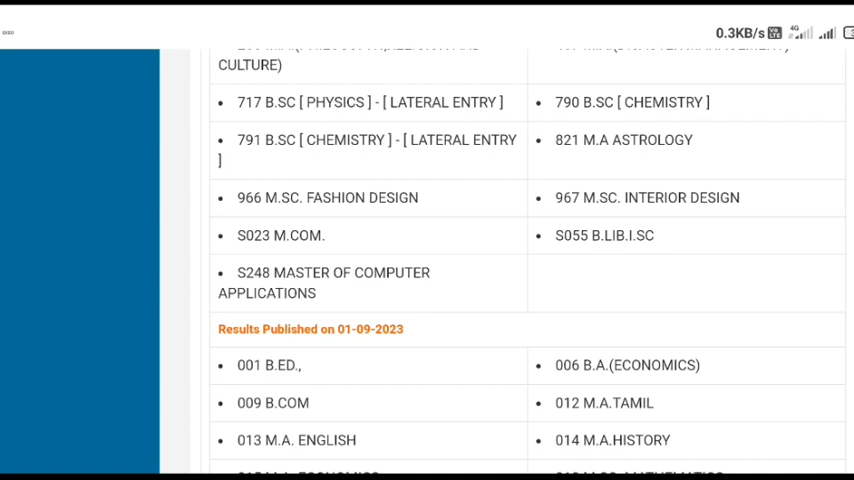 0.3KB/s 4G
CULTURE)
717 B.SC [ PHYSICS ] - [ LATERAL ENTRY ]
790 B.SC [ CHEMISTRY ]
791 B.SC [ CHEMISTRY ] - [ LATERAL ENTRY
]
821 M.A ASTROLOGY
966 M.SC. FASHION DESIGN
967 M.SC. INTERIOR DESIGN
S023 M.COM.
S055 B.LIB.I.SC
S248 MASTER OF COMPUTER
APPLICATIONS
Results Published on 01-09-2023
001 B.ED.,
006 B.A.(ECONOMICS)
009 B.COM
012 M.A.TAMIL
013 M.A. ENGLISH
014 M.A.HISTORY